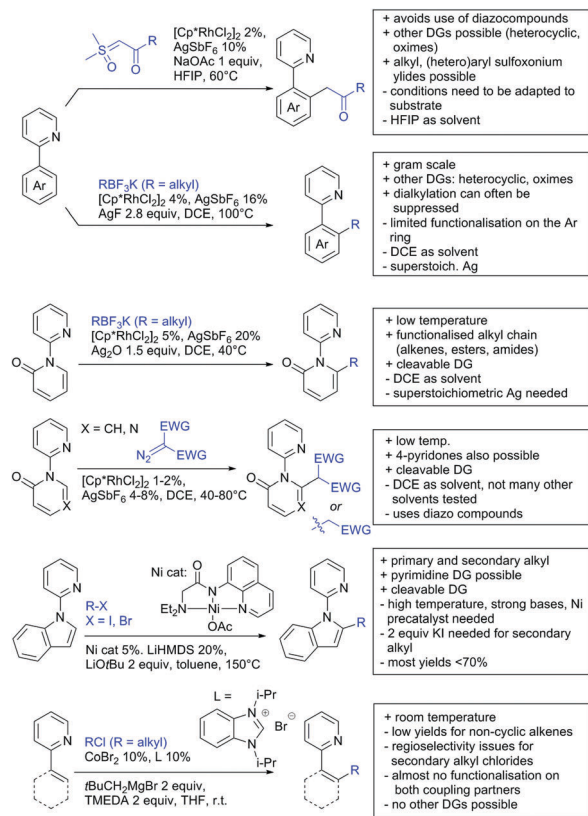 O
S
O
R
[Cp*RhCl2]2 2%,
AgSbF6 10%
NaOAc 1 equiv,
HFIP, 60°C
N
Ar
N
Ar
R
O
+ avoids use of diazocompounds
+ other DGs possible (heterocyclic,
oximes)
+ alkyl, (hetero)aryl sulfoxonium
ylides possible
- conditions need to be adapted to
substrate
- HFIP as solvent
RBF3K (R = alkyl)
[Cp*RhCl2]2 4%, AgSbF6 16%
AgF 2.8 equiv, DCE, 100°C
N
R
Ar
+ gram scale
+ other DGs: heterocyclic, oximes
+ dialkylation can often be
suppressed
- limited functionalisation on the Ar
ring
- DCE as solvent
- superstoich. Ag
N
N
O
RBF3K (R = alkyl)
[Cp*RhCl2]2 5%, AgSbF6 20%
Ag2O 1.5 equiv, DCE, 40°C
N
N
O
R
+ low temperature
+ functionalised alkyl chain
(alkenes, esters, amides)
+ cleavable DG
- DCE as solvent
- superstoichiometric Ag needed
N
N
O
X
X = CH, N
EWG
N2
EWG
[Cp*RhCl2]2 1-2%,
AgSbF6 4-8%, DCE, 40-80°C
N
EWG
N
O
EWG
X
or
EWG
+ low temp.
+ 4-pyridones also possible
+ cleavable DG
- DCE as solvent, not many other
solvents tested
- uses diazo compounds
N
N
R-X
X = I, Br
Ni cat:
O
N
Et2N
Ni
N
OAc
Ni cat 5%. LiHMDS 20%,
LiOtBu 2 equiv, toluene, 150°C
N
N
R
+ primary and secondary alkyl
+ pyrimidine DG possible
+ cleavable DG
- high temperature, strong bases, Ni
precatalyst needed
- 2 equiv KI needed for secondary
alkyl
- most yields <70%
N
RCl (R = alkyl)
CoBr2 10%, L 10%
L =
i-Pr
N
+
Br
−
N
i-Pr
tBuCH2MgBr 2 equiv,
TMEDA 2 equiv, THF, r.t.
N
R
+ room temperature
- low yields for non-cyclic alkenes
- regioselectivity issues for
secondary alkyl chlorides
- almost no functionalisation on
both coupling partners
- no other DGs possible